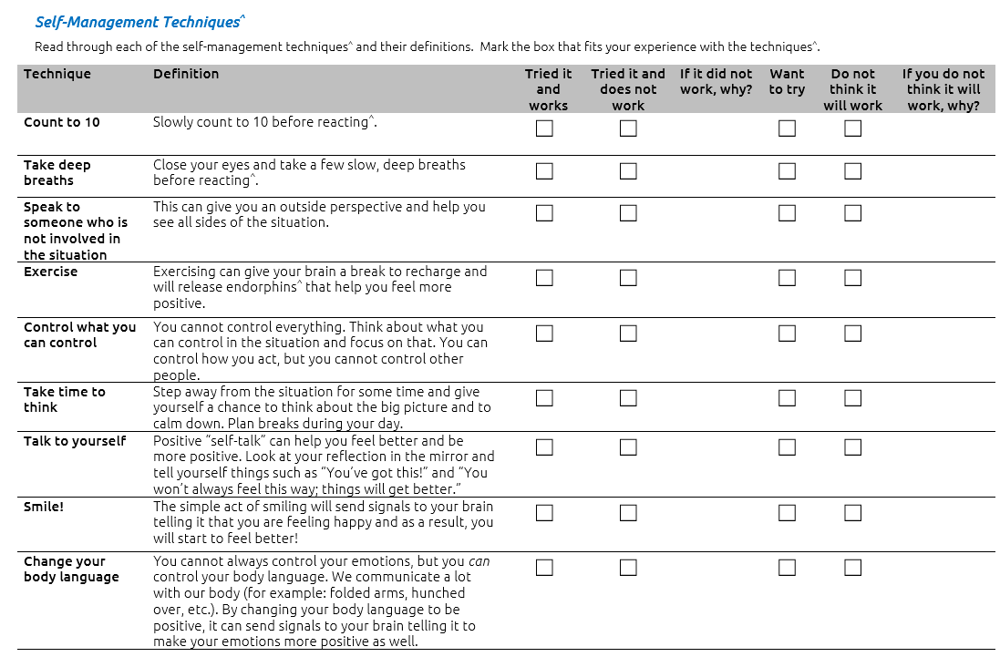 Self-Management Techniques^
Read through each of the self-management techniques^ and their definitions.  Mark the box that fits your experience with the techniques^.
Technique Definition Tried it and works Tried it and does not work If it did not work, why? Want to try Do not think it will work If you do not think it will work, why?
Count to 10 Slowly count to 10 before reacting^. ☐ ☐ ☐ ☐
Take deep Close your eyes and take a few slow, deep breaths ☐ ☐ ☐ ☐
breaths before reacting^.
Speak to This can give you an outside perspective and help you ☐ ☐ ☐ ☐
someone who is see all sides of the situation.
not involved in
the situation
Exercise Exercising can give your brain a break to recharge and ☐ ☐ ☐ ☐
will release endorphins^ that help you feel more
positive.
Control what you You cannot control everything. Think about what you ☐ ☐ ☐ ☐
can control can control in the situation and focus on that. You can
control how you act, but you cannot control other
people.
Take time to Step away from the situation for some time and give ☐ ☐ ☐ ☐
think yourself a chance to think about the big picture and to
calm down. Plan breaks during your day.
Talk to yourself Positive “self-talk” can help you feel better and be ☐ ☐ ☐ ☐
more positive. Look at your reflection in the mirror and
tell yourself things such as “You’ve got this!” and “You
won’t always feel this way; things will get better.”
Smile! The simple act of smiling will send signals to your brain ☐ ☐ ☐ ☐
telling it that you are feeling happy and as a result, you
will start to feel better!
Change your You cannot always control your emotions, but you can ☐ ☐ ☐ ☐
body language control your body language. We communicate a lot
with our body (for example: folded arms, hunched
over, etc.). By changing your body language to be
positive, it can send signals to your brain telling it to
make your emotions more positive as well.